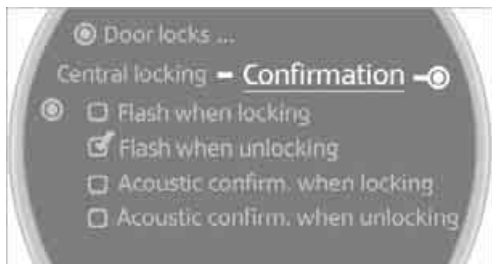 Door locks ...
Central locking Confirmation
Flash when locking
Flash when unlocking
Acoustic confirm. when locking
Acoustic confirm. when unlocking